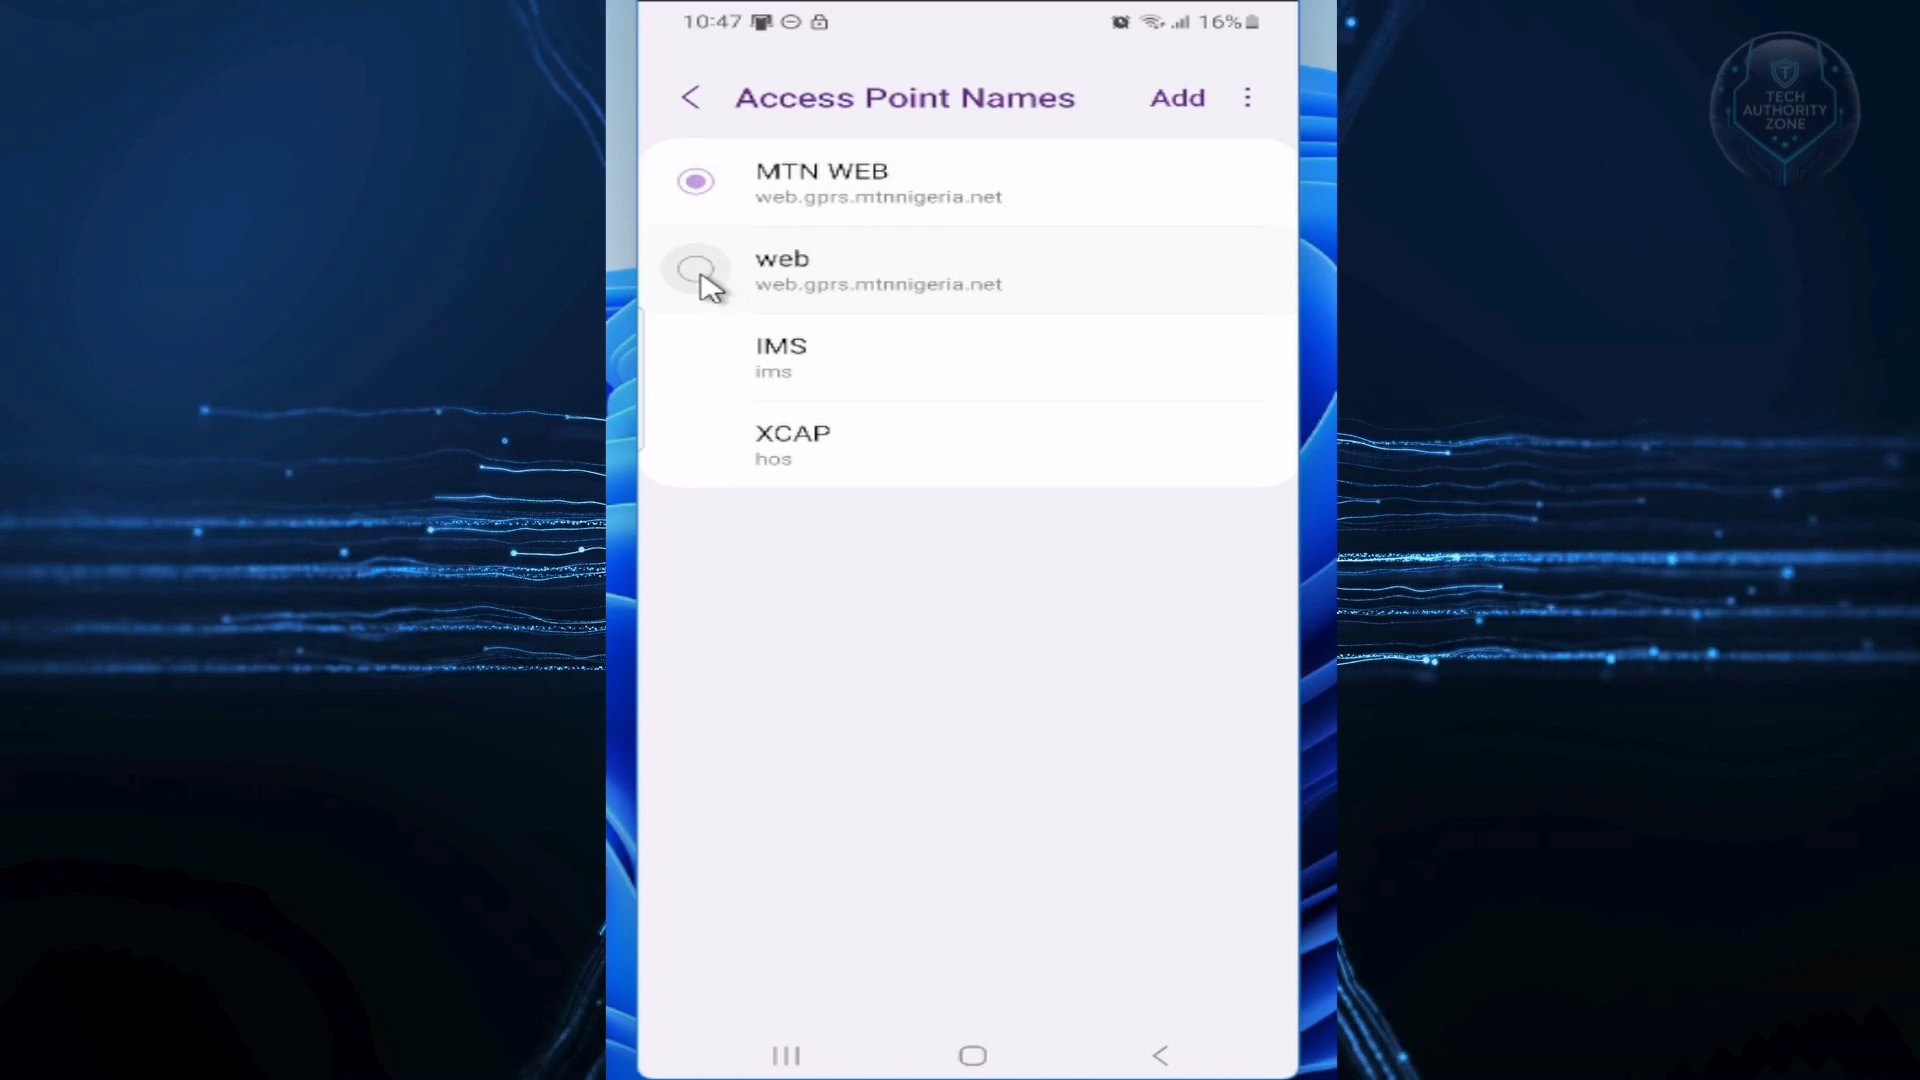 10:47
16%
Access Point Names
Add
MTN WEB
web.gprs.mtnnigeria.net
web
web.gprs.mtnnigeria.net
IMS
ims
XCAP
hos
T
TECH
AUTHORITY
ZONE